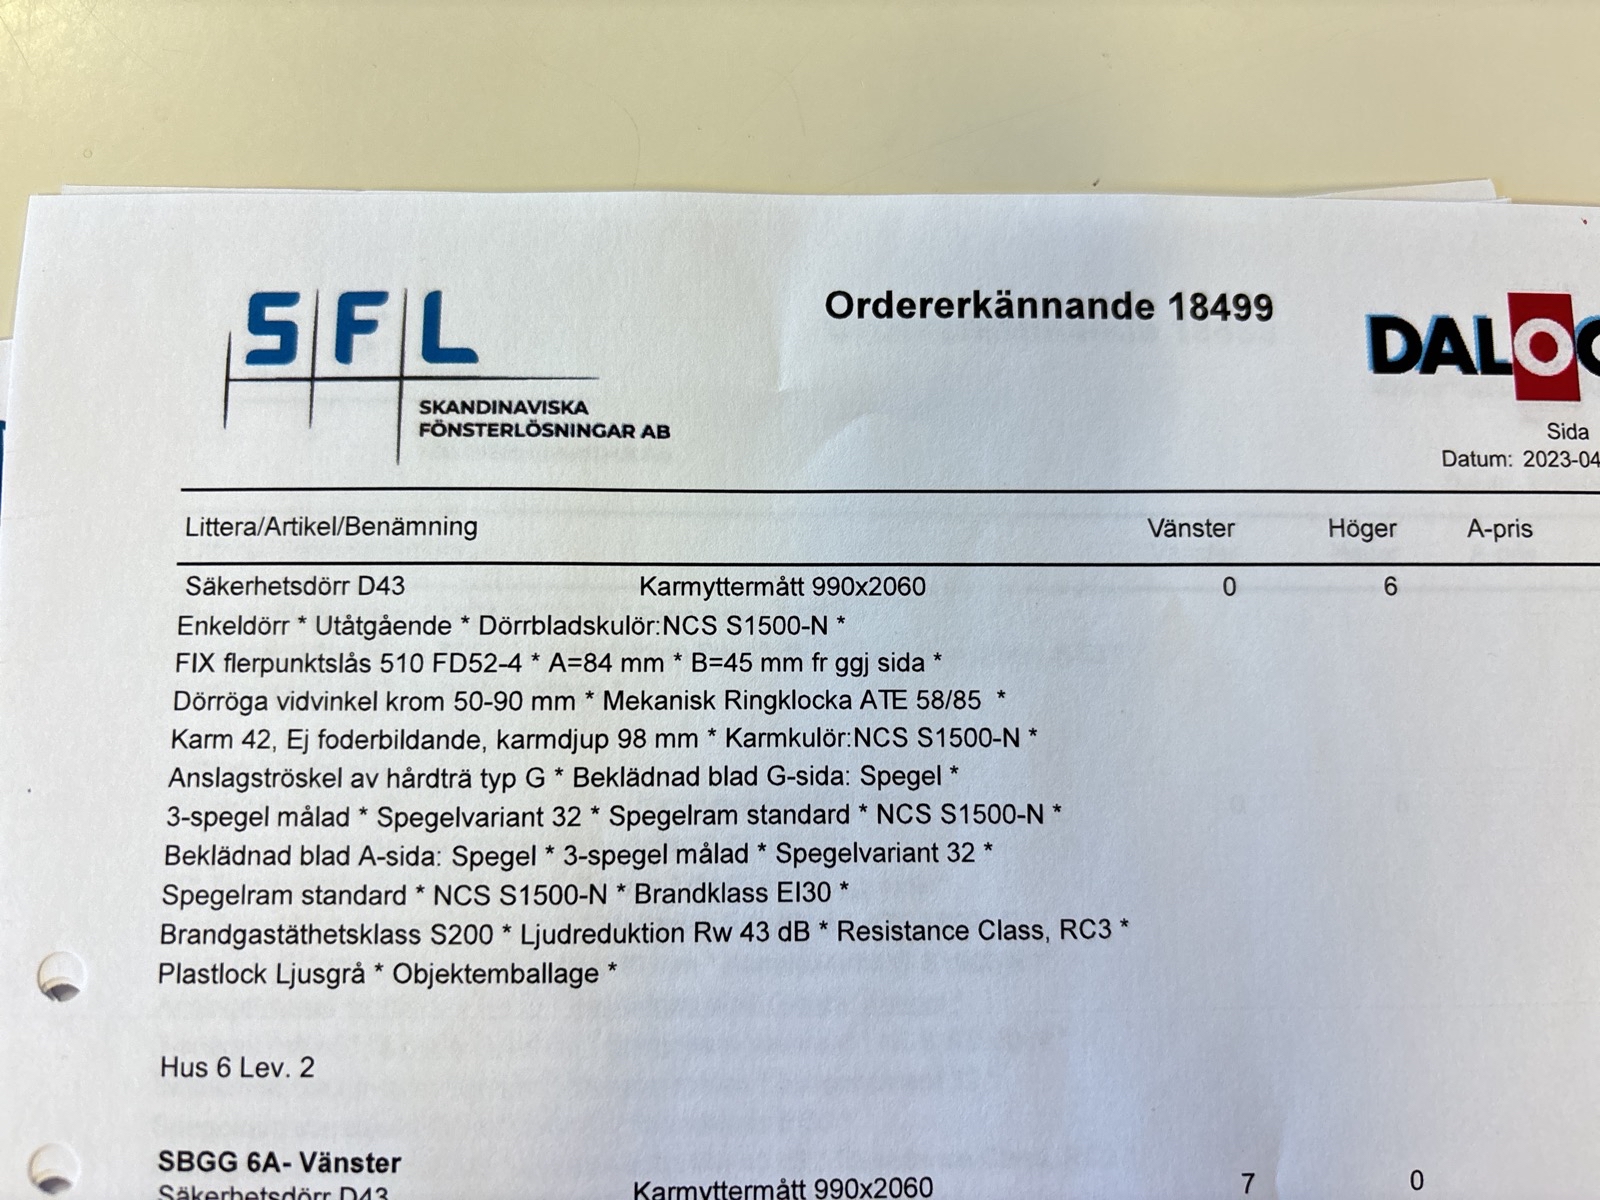 SFL
SKANDINAVISKA
FÖNSTERLÖSNINGAR AB
Ordererkännande 18499
Sida
Datum: 2023-04
Littera/Artikel/Benämning Vänster Höger A-pris
Säkerhetsdörr D43 Karmyttermått 990x2060 0 6
Enkeldörr * Utåtgående * Dörrbladskulör:NCS S1500-N *
FIX flerpunktslås 510 FD52-4 * A=84 mm * B=45 mm fr ggj sida *
Dörröga vidvinkel krom 50-90 mm * Mekanisk Ringklocka ATE 58/85 *
Karm 42, Ej foderbildande, karmdjup 98 mm * Karmkulör:NCS S1500-N *
Anslagströskel av hårdträ typ G * Beklädnad blad G-sida: Spegel *
3-spegel målad * Spegelvariant 32 * Spegelram standard * NCS S1500-N *
Beklädnad blad A-sida: Spegel * 3-spegel målad * Spegelvariant 32 *
Spegelram standard * NCS S1500-N * Brandklass EI30 *
Brandgastäthetsklass S200 * Ljudreduktion Rw 43 dB * Resistance Class, RC3 *
Plastlock Ljusgrå * Objektemballage *
Hus 6 Lev. 2
SBGG 6A- Vänster
Säkerhetsdörr D43 Karmyttermått 990x2060 7 0